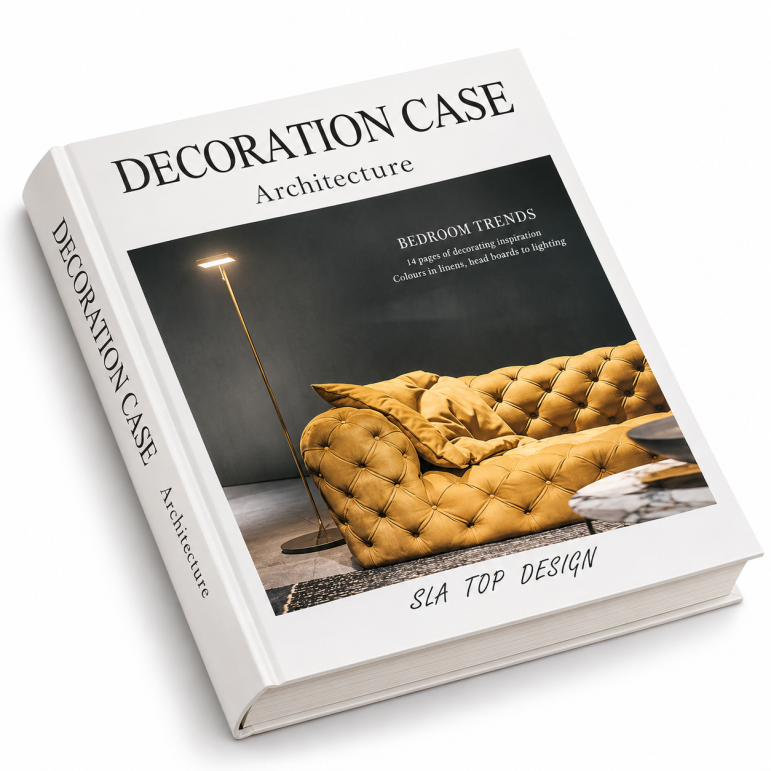 DECORATION CASE
Architecture
BEDROOM TRENDS
14 pages of decorating inspiration
Colours in linens, head boards to lighting
SLA TOP DESIGN
DECORATION CASE
Architecture